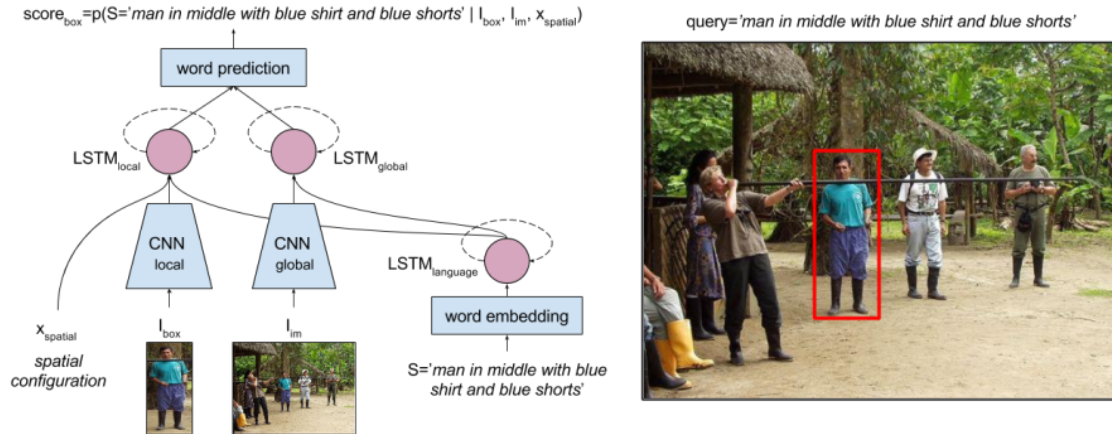 score_box=p(S='man in middle with blue shirt and blue shorts' | I_box, I_im, x_spatial)
word prediction
LSTM_local
LSTM_global
CNN
local
CNN
global
LSTM_language
word embedding
x_spatial
I_box
I_im
spatial
configuration
S='man in middle with blue
shirt and blue shorts'
query='man in middle with blue shirt and blue shorts'